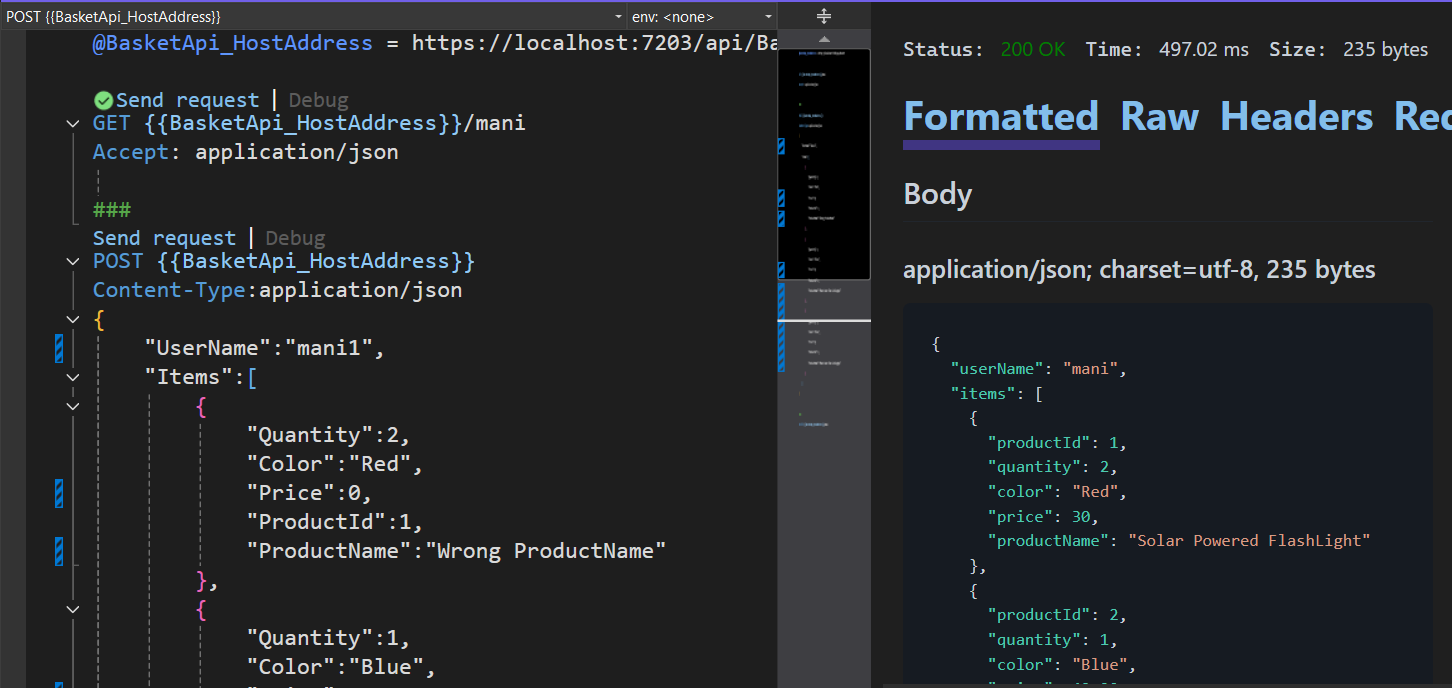 POST {{BasketApi_HostAddress}}
env: <none>
@BasketApi_HostAddress = https://localhost:7203/api/Ba
Send request | Debug
GET {{BasketApi_HostAddress}}/mani
Accept: application/json
###
Send request | Debug
POST {{BasketApi_HostAddress}}
Content-Type:application/json
{
"UserName":"mani1",
"Items":[
{
"Quantity":2,
"Color":"Red",
"Price":0,
"ProductId":1,
"ProductName":"Wrong ProductName"
},
{
"Quantity":1,
"Color":"Blue",
Status: 200 OK Time: 497.02 ms Size: 235 bytes
Formatted Raw Headers Req
Body
application/json; charset=utf-8, 235 bytes
{
"userName": "mani",
"items": [
{
"productId": 1,
"quantity": 2,
"color": "Red",
"price": 30,
"productName": "Solar Powered FlashLight"
},
{
"productId": 2,
"quantity": 1,
"color": "Blue",